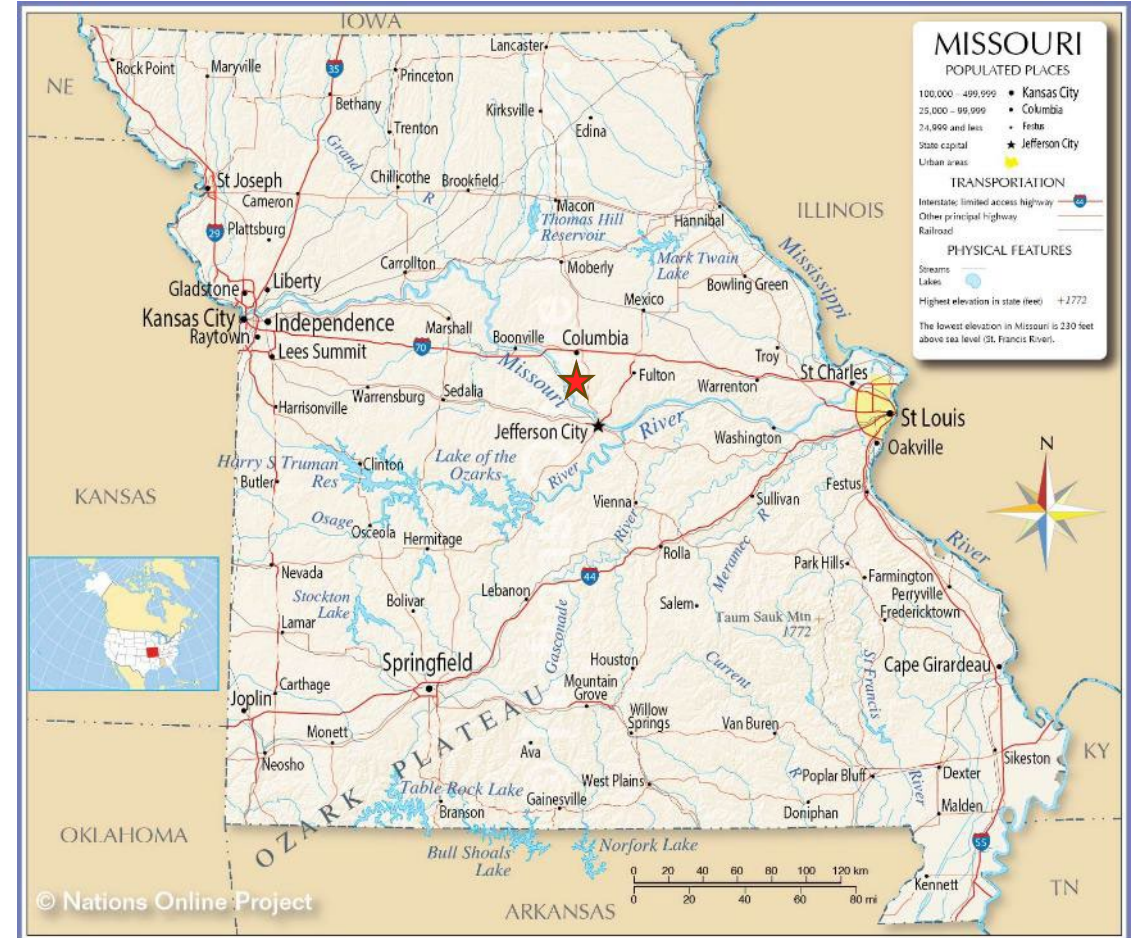 IOWA
NE
ILLINOIS
KANSAS
OKLAHOMA
ARKANSAS
KY
TN
MISSOURI
POPULATED PLACES
100,000 – 499,999 Kansas City
25,000 – 99,999 Columbia
24,999 and less Festus
State capital Jefferson City
Urban areas
TRANSPORTATION
Interstate; limited access highway 44
Other principal highway
Railroad
PHYSICAL FEATURES
Streams
Lakes
Highest elevation in state (feet) +1772
The lowest elevation in Missouri is 230 feet
above sea level (St. Francis River).
Rock Point
Maryville
35
Princeton
Lancaster
Bethany
Kirksville
Edina
Trenton
Grand
R
St Joseph
Cameron
Chillicothe
Brookfield
Macon
Hannibal
29
Plattsburg
Thomas Hill
Reservoir
Mark Twain
Lake
Mississippi
Carrollton
Moberly
Bowling Green
Gladstone
Liberty
Mexico
Kansas City
Independence
Marshall
Boonville
Columbia
Raytown
Lees Summit
70
Missouri
Troy
St Charles
Fulton
Warrenton
Harrisonville
Warrensburg
Sedalia
Jefferson City
River
St Louis
Washington
Oakville
Harry S Truman
Res
Clinton
Lake of the
Ozarks
River
Butler
Vienna
Sullivan
Festus
Osage
Osceola
Hermitage
River
R
River
Rolla
Meramec
Park Hills
Farmington
Nevada
44
Perryville
Stockton
Lake
Bolivar
Lebanon
Salem
Fredericktown
Taum Sauk Mtn +
1772
Lamar
Gasconade
Springfield
Houston
Current
St Francis
Cape Girardeau
Joplin
Carthage
Mountain
Grove
Willow
Springs
Van Buren
Monett
Ava
Neosho
OZARK PLATEAU
West Plains
R
Poplar Bluff
River
Dexter
Sikeston
Table Rock Lake
Branson
Gainesville
Doniphan
Malden
Bull Shoals
Lake
Norfork Lake
55
Kennett
N
0 20 40 60 80 100 120 km
0 20 40 60 80 mi
© Nations Online Project